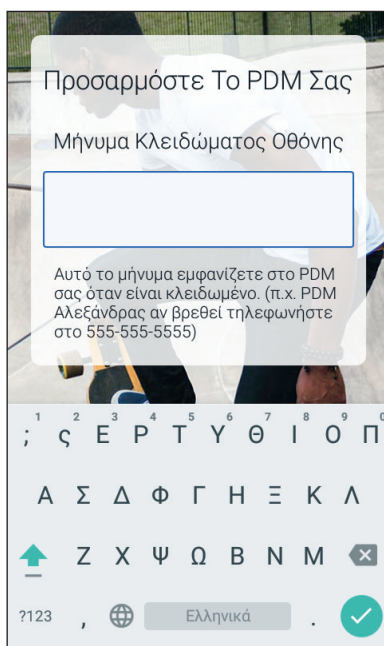 Προσαρμόστε Το PDM Σας
Μήνυμα Κλειδώματος Οθόνης
Αυτό το μήνυμα εμφανίζετε στο PDM
σας όταν είναι κλειδωμένο. (π.χ. PDM
Αλεξάνδρας αν βρεθεί τηλεφωνήστε
στο 555-555-5555)
1 2 3 4 5 6 7 8 9 0
; ς Ε Ρ Τ Υ Θ Ι Ο Π
Α Σ Δ Φ Γ Η Ξ Κ Λ
Ζ Χ Ψ Ω Β Ν Μ
?123 , Ελληνικά .